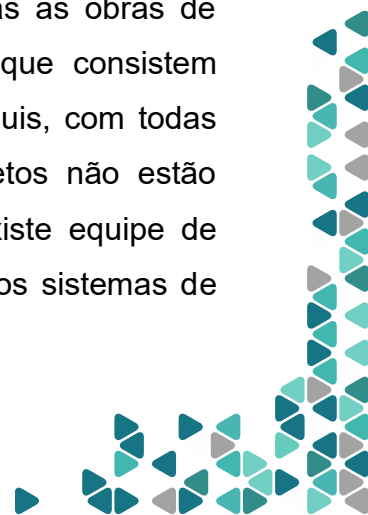 as obras de
que consistem
uis, com todas
etos não estão
xiste equipe de
os sistemas de